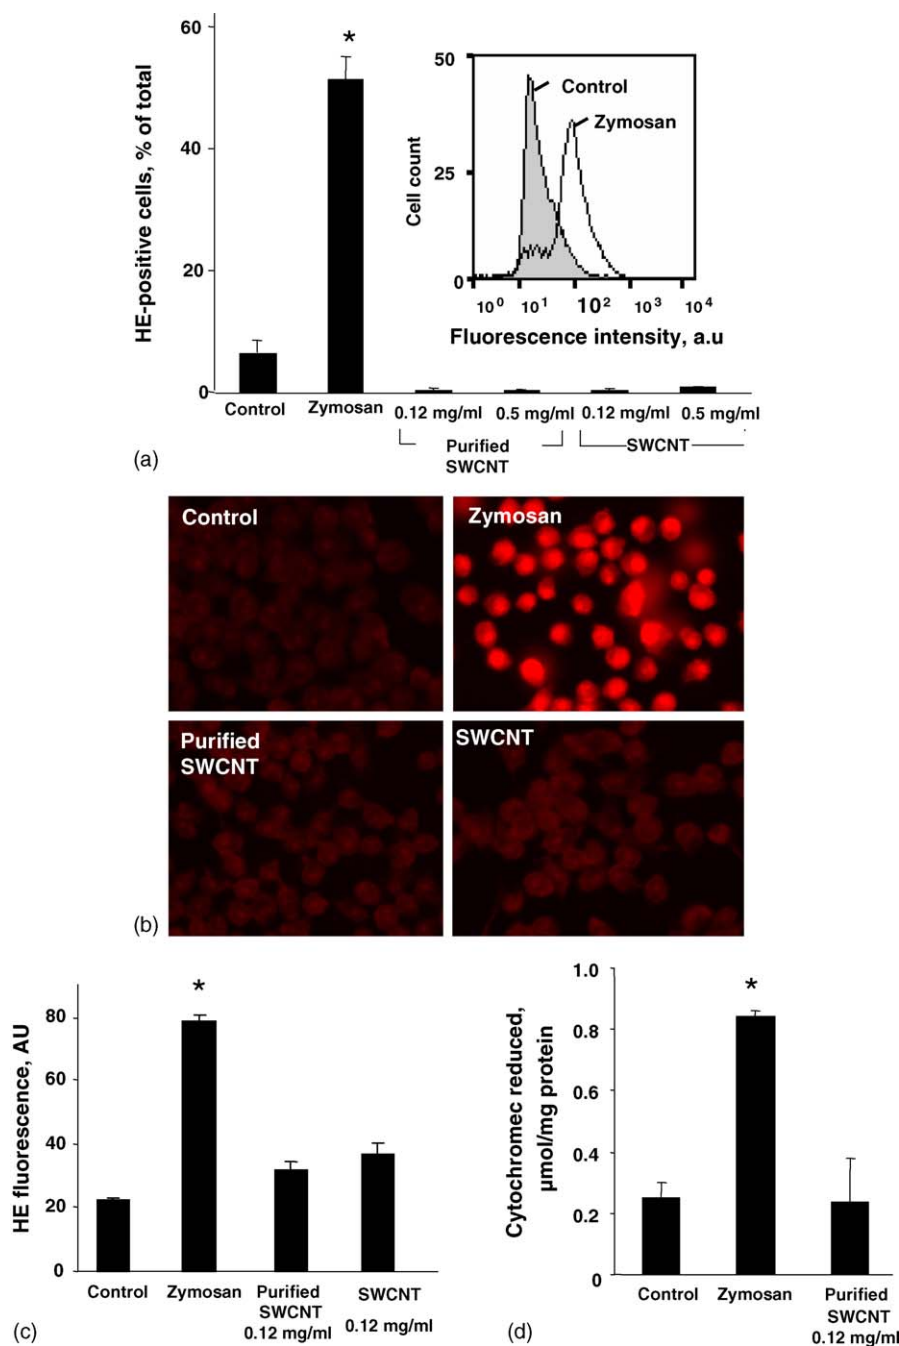 60
40
20
0
HE-positive cells, % of total
*
Control
Zymosan
0.12 mg/ml
0.5 mg/ml
0.12 mg/ml
0.5 mg/ml
Purified
SWCNT
SWCNT
50
25
0
Cell count
Control
Zymosan
10⁰
10¹
10²
10³
10⁴
Fluorescence intensity, a.u
(a)
Control
Zymosan
Purified
SWCNT
SWCNT
(b)
80
60
40
20
0
HE fluorescence, AU
*
Control
Zymosan
Purified
SWCNT
0.12 mg/ml
SWCNT
0.12 mg/ml
(c)
1.0
0.8
0.6
0.4
0.2
0
Cytochromec reduced,
µmol/mg protein
*
Control
Zymosan
Purified
SWCNT
0.12 mg/ml
(d)